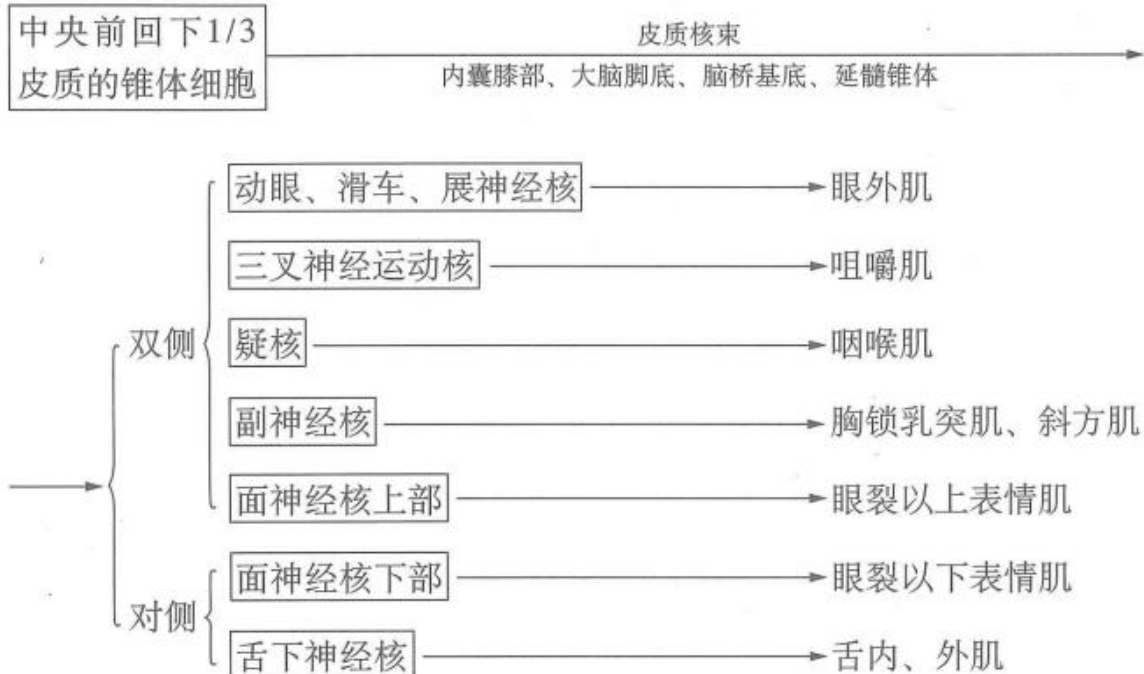 中央前回下1/3
皮质的锥体细胞
皮质核束
内囊膝部、大脑脚底、脑桥基底、延髓锥体
双侧
动眼、滑车、展神经核
眼外肌
三叉神经运动核
咀嚼肌
疑核
咽喉肌
副神经核
胸锁乳突肌、斜方肌
面神经核上部
眼裂以上表情肌
对侧
面神经核下部
眼裂以下表情肌
舌下神经核
舌内、外肌